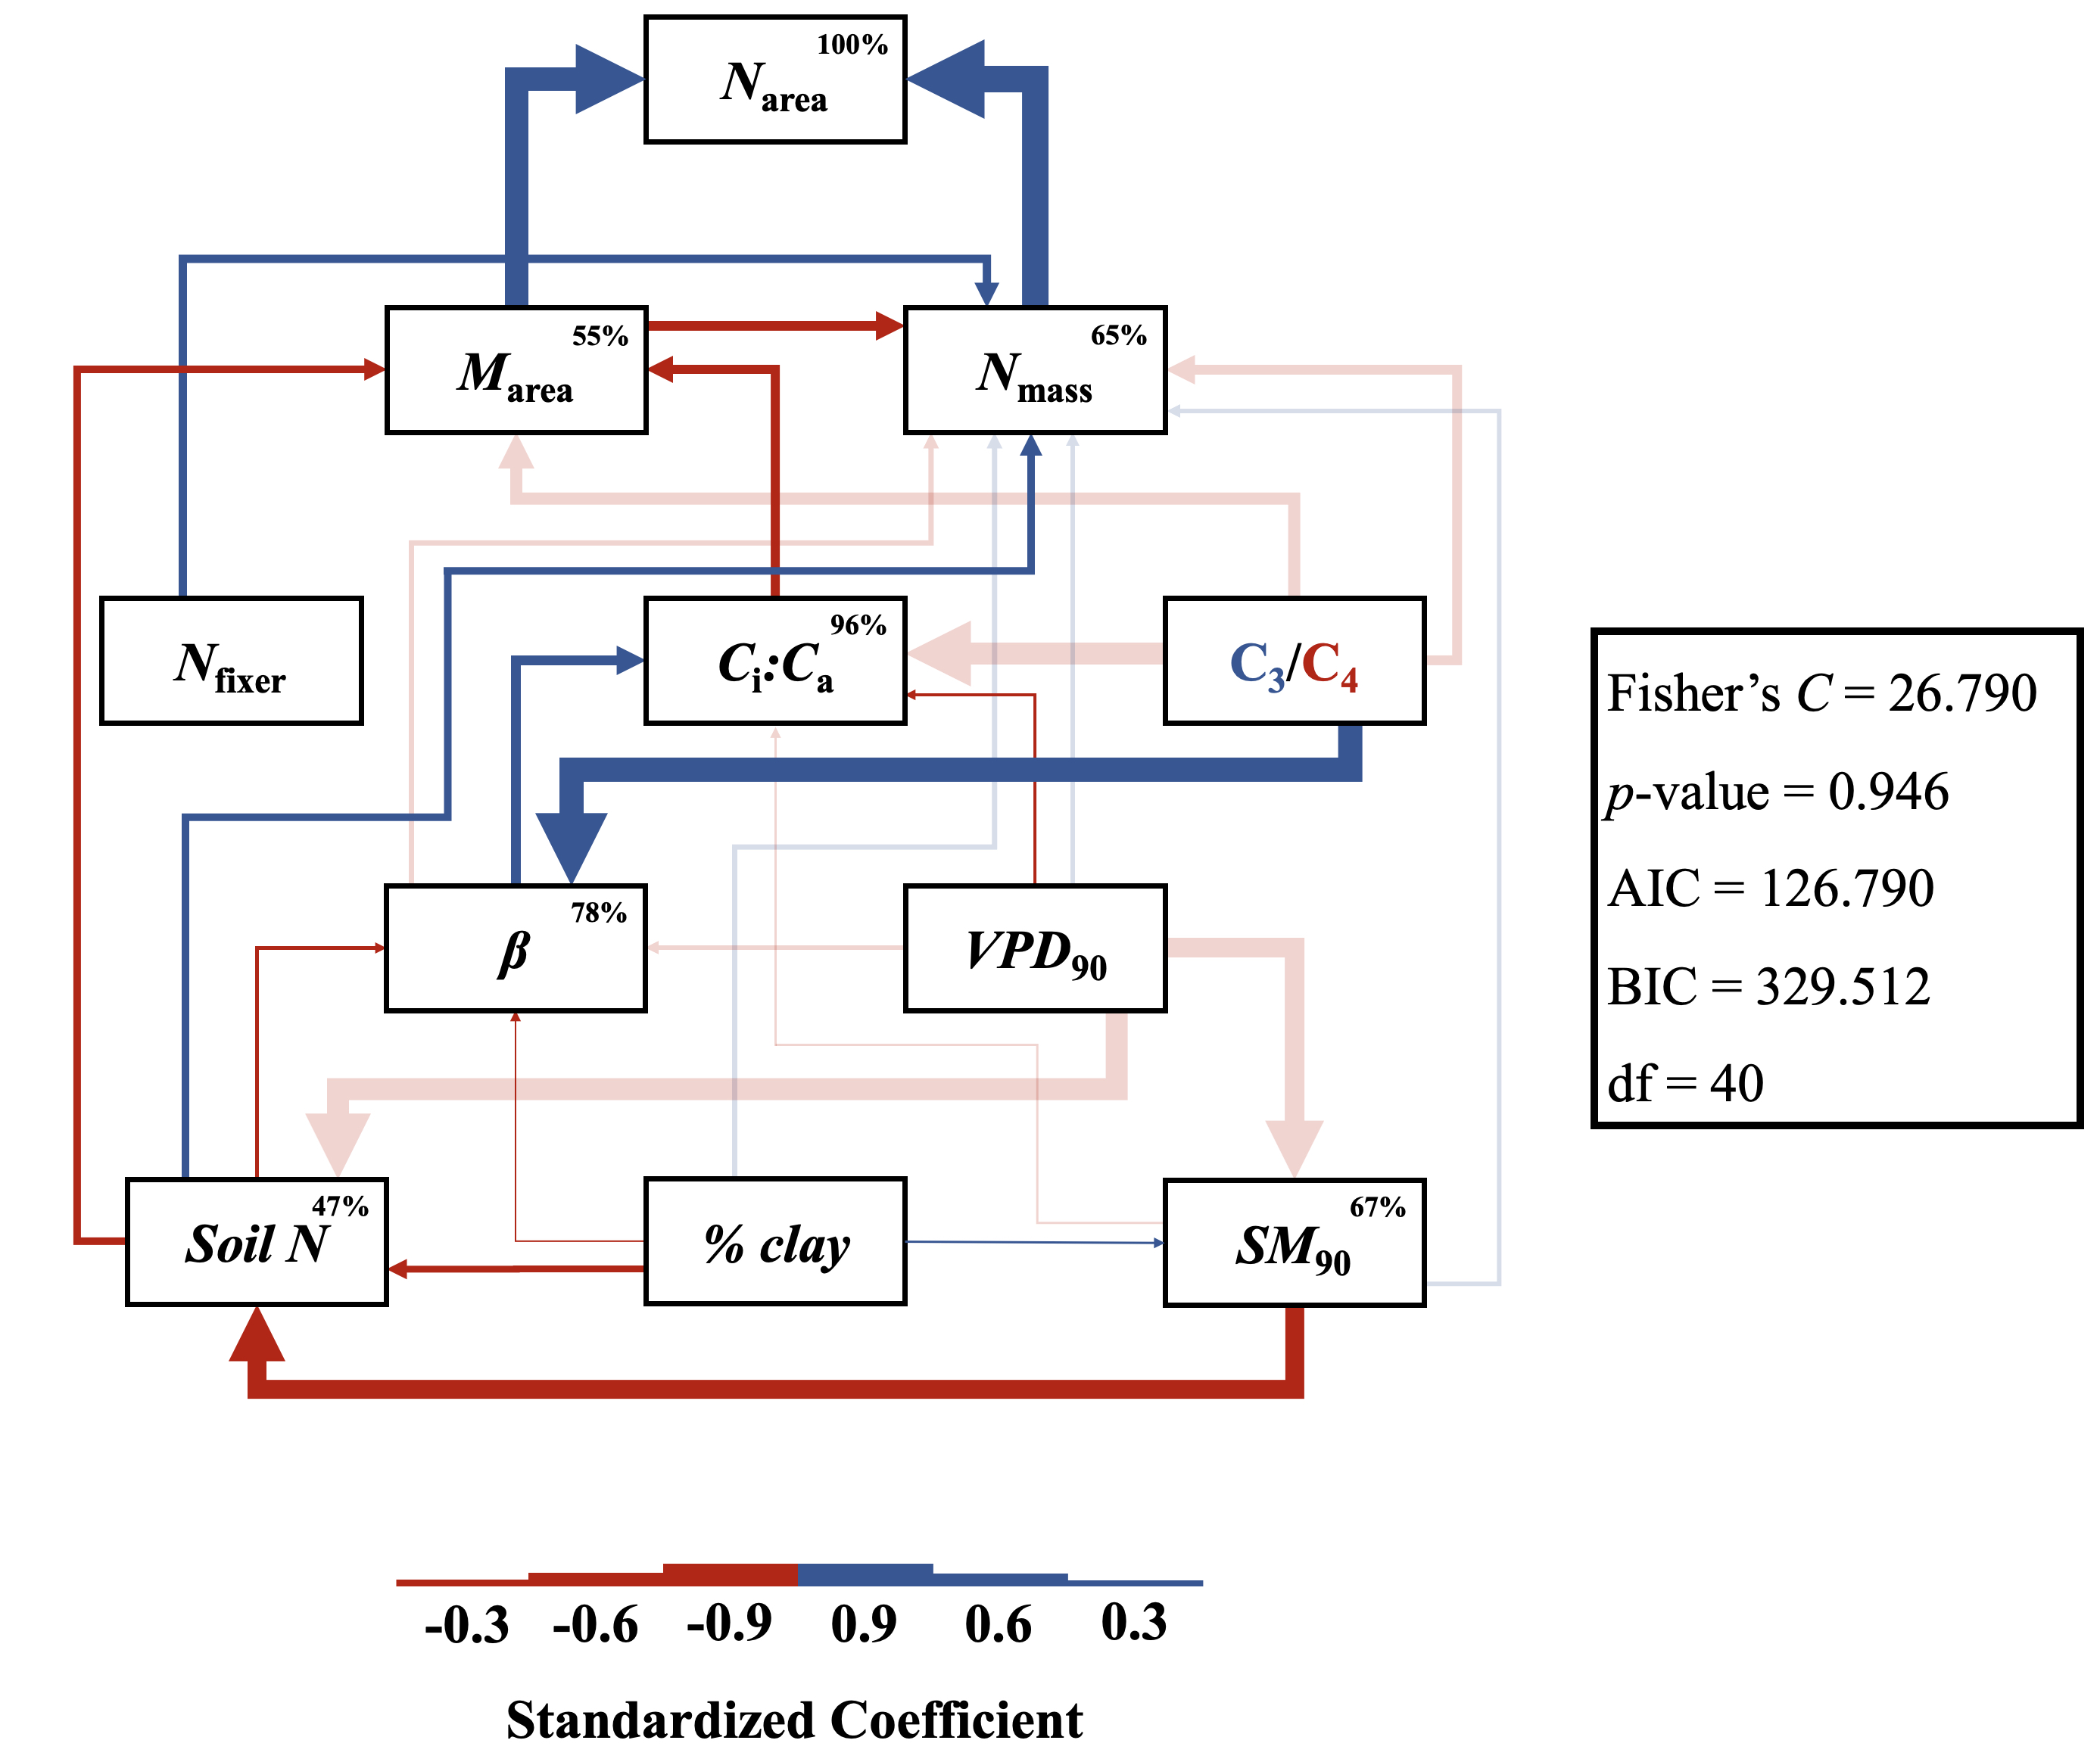 100%
Narea
55%
Marea
65%
Nmass
Nfixer
96%
Ci:Ca
C3/C4
Fisher’s C = 26.790
p-value = 0.946
AIC = 126.790
BIC = 329.512
df = 40
78%
β
VPD90
47%
Soil N
% clay
67%
SM90
-0.3 -0.6 -0.9 0.9 0.6 0.3
Standardized Coefficient